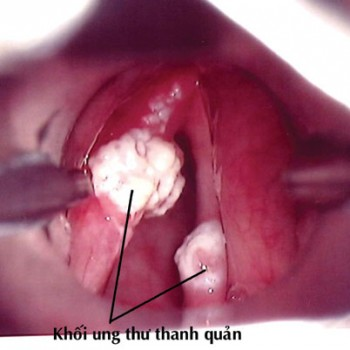 Khối ung thư thanh quản